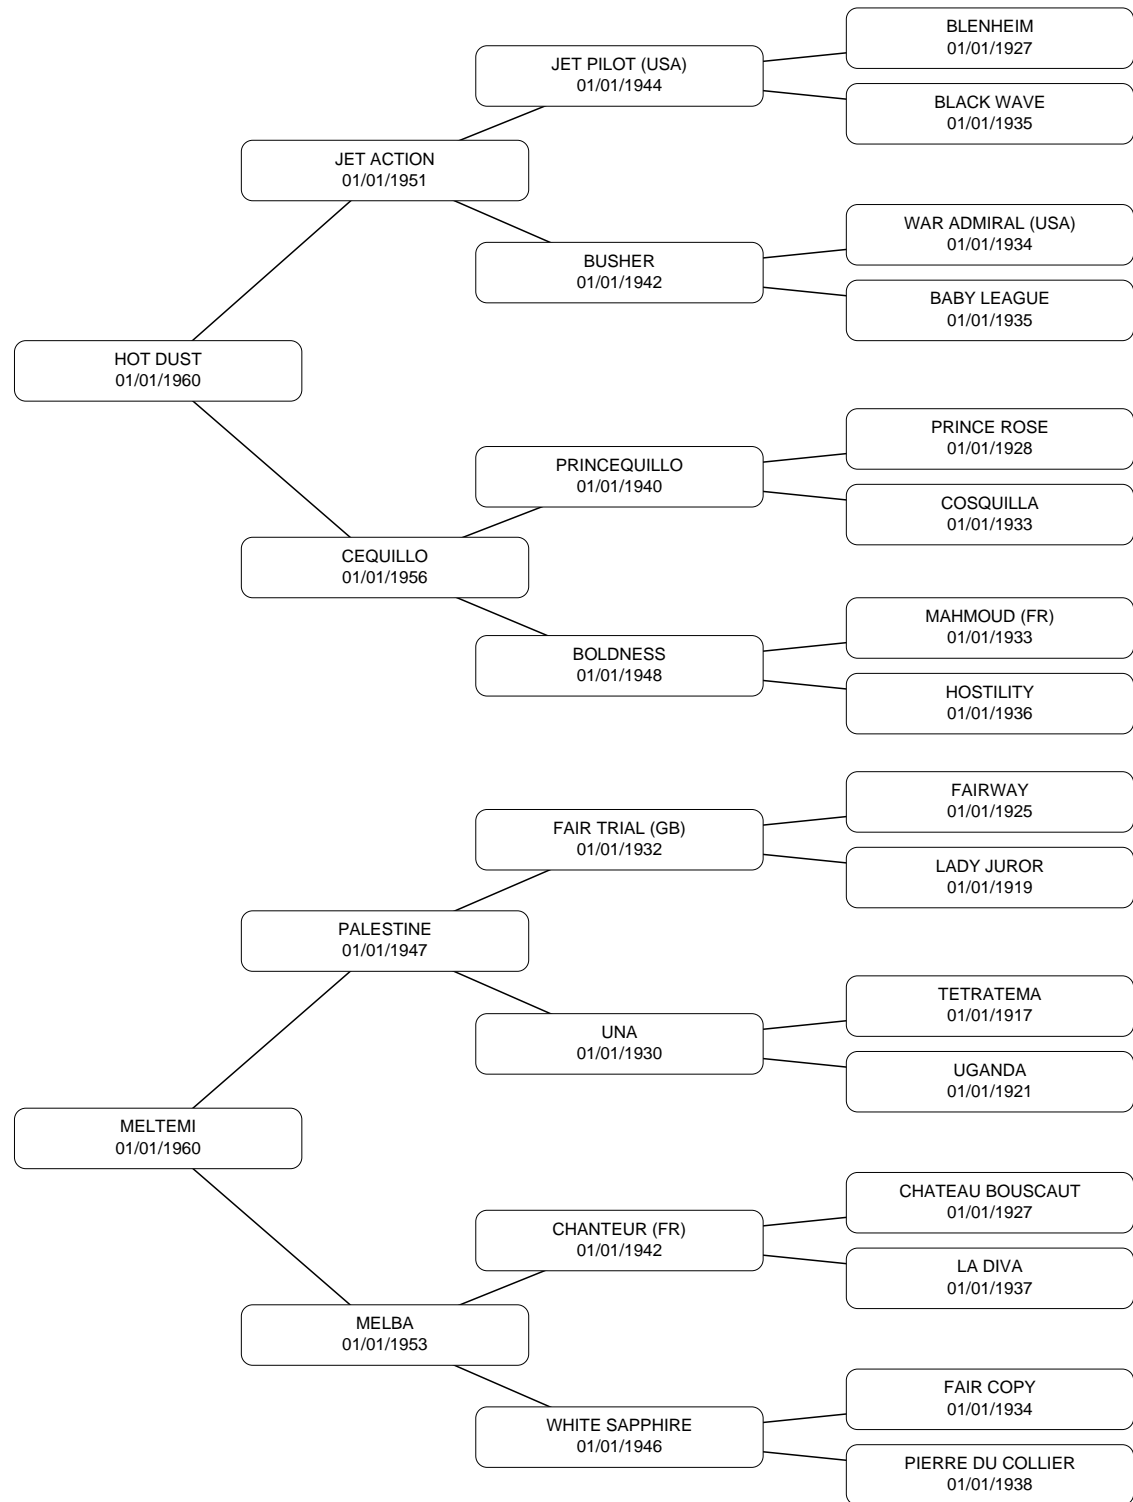 BLENHEIM
01/01/1927
JET PILOT (USA)
01/01/1944
BLACK WAVE
01/01/1935
JET ACTION
01/01/1951
WAR ADMIRAL (USA)
01/01/1934
BUSHER
01/01/1942
BABY LEAGUE
01/01/1935
HOT DUST
01/01/1960
PRINCE ROSE
01/01/1928
PRINCEQUILLO
01/01/1940
COSQUILLA
01/01/1933
CEQUILLO
01/01/1956
MAHMOUD (FR)
01/01/1933
BOLDNESS
01/01/1948
HOSTILITY
01/01/1936
FAIRWAY
01/01/1925
FAIR TRIAL (GB)
01/01/1932
LADY JUROR
01/01/1919
PALESTINE
01/01/1947
TETRATEMA
01/01/1917
UNA
01/01/1930
UGANDA
01/01/1921
MELTEMI
01/01/1960
CHATEAU BOUSCAUT
01/01/1927
CHANTEUR (FR)
01/01/1942
LA DIVA
01/01/1937
MELBA
01/01/1953
FAIR COPY
01/01/1934
WHITE SAPPHIRE
01/01/1946
PIERRE DU COLLIER
01/01/1938